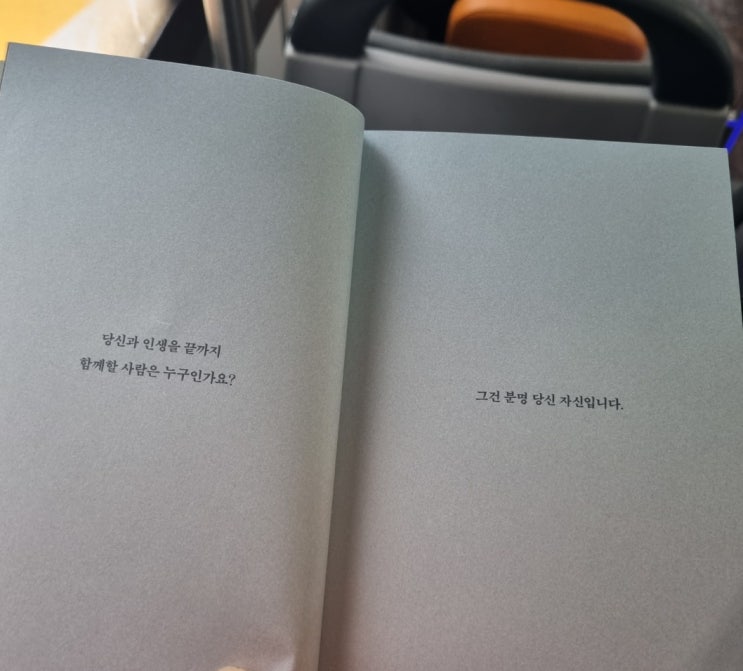 당신과 인생을 끝까지
함께할 사람은 누구인가요?
그건 분명 당신 자신입니다.